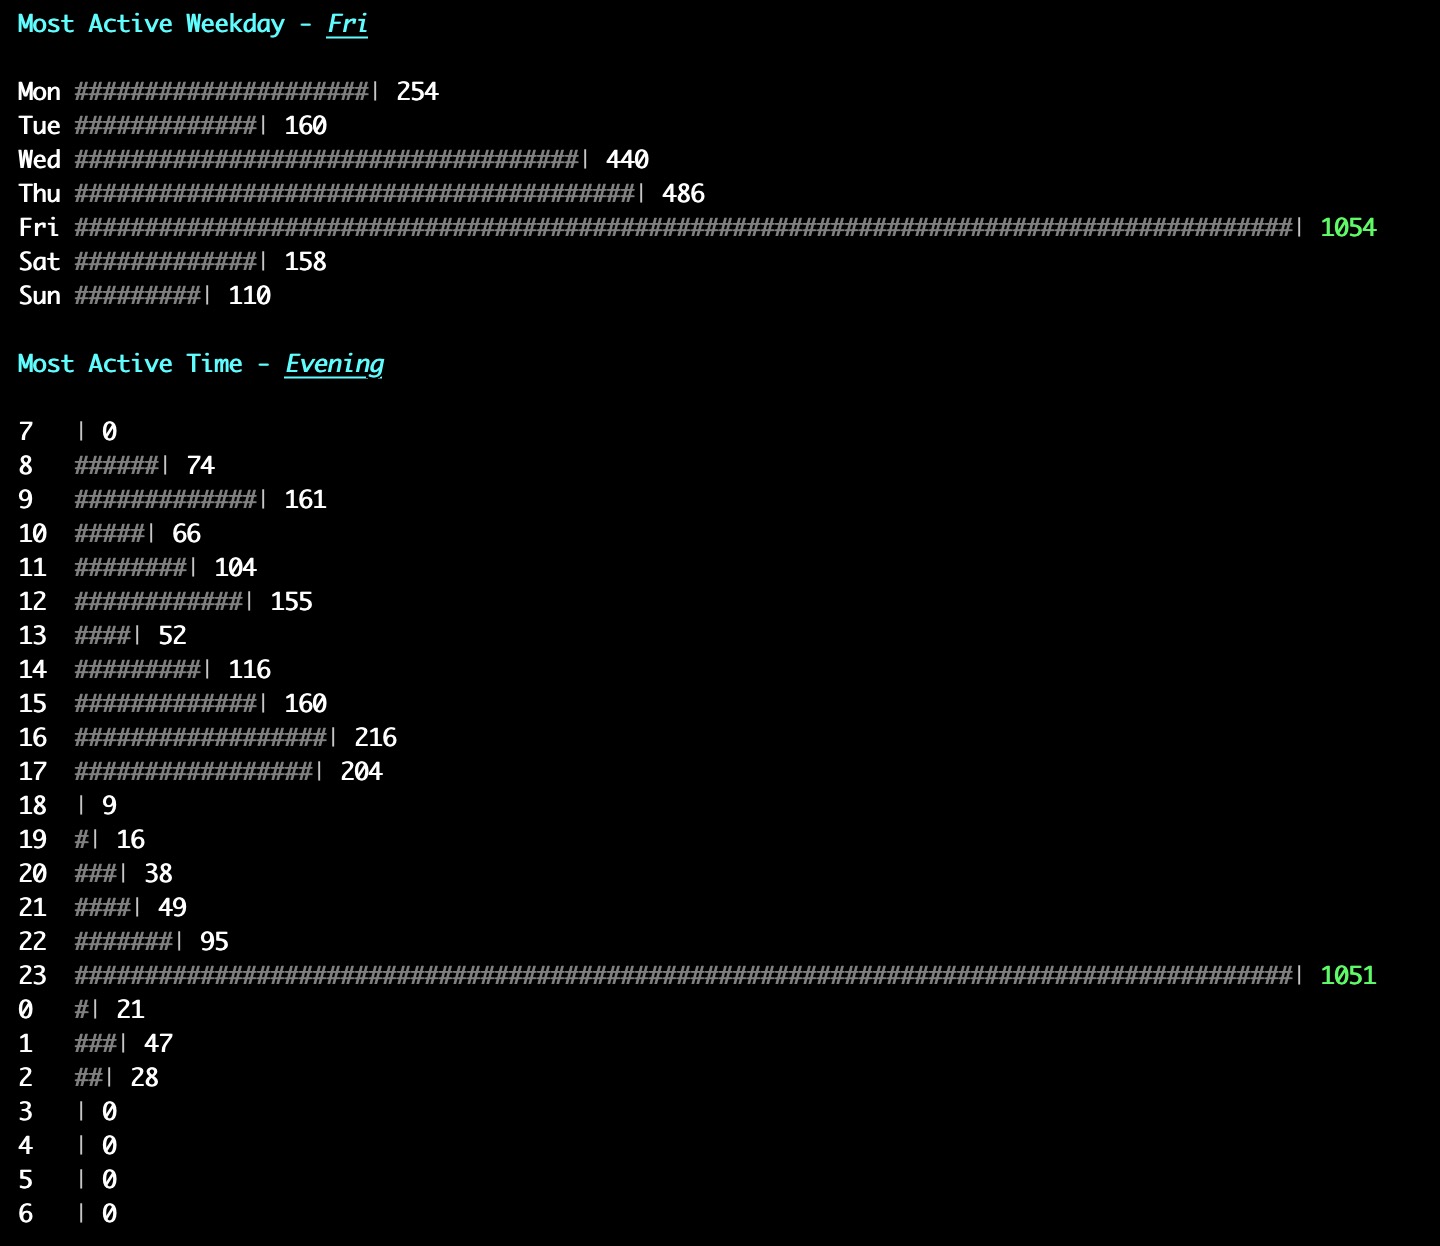 Most Active Weekday - Fri
Mon #####################| 254
Tue #############| 160
Wed ####################################| 440
Thu ########################################| 486
Fri #######################################################################################| 1054
Sat #############| 158
Sun #########| 110
Most Active Time - Evening
7 | 0
8 ######| 74
9 #############| 161
10 #####| 66
11 ########| 104
12 ############| 155
13 ####| 52
14 #########| 116
15 #############| 160
16 ##################| 216
17 #################| 204
18 | 9
19 #| 16
20 ###| 38
21 ####| 49
22 #######| 95
23 #######################################################################################| 1051
0 #| 21
1 ###| 47
2 ##| 28
3 | 0
4 | 0
5 | 0
6 | 0